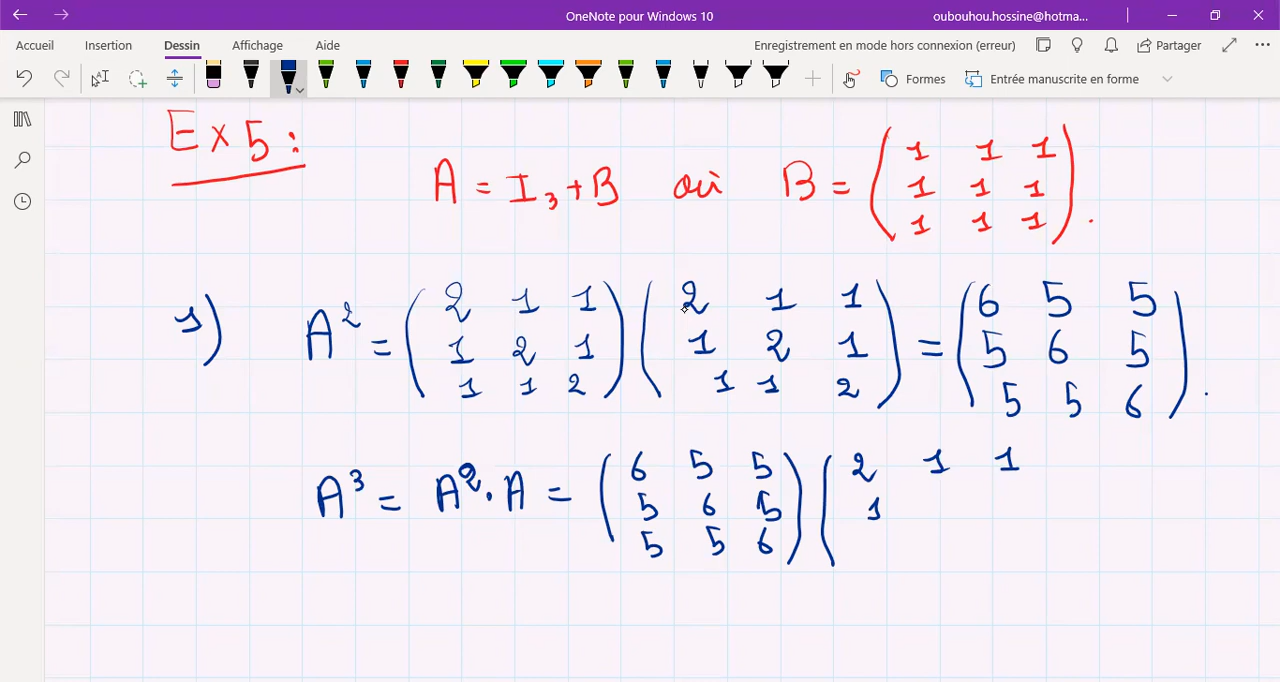 OneNote pour Windows 10
oubouhou.hossine@hotma...
Accueil Insertion Dessin Affichage Aide
Enregistrement en mode hors connexion (erreur) Partager
Formes Entrée manuscrite en forme
Ex 5 :
A = I₃ + B où B = ( 1 1 1
1 1 1
1 1 1 ) .
1) A² = ( 2 1 1
1 2 1
1 1 2 ) ( 2 1 1
1 2 1
1 1 2 ) = ( 6 5 5
5 6 5
5 5 6 ) .
A³ = A² . A = ( 6 5 5
5 6 5
5 5 6 ) ( 2 1 1
1